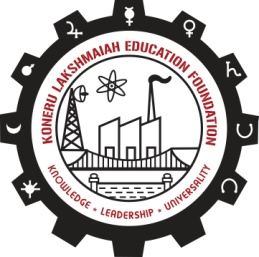 KONERU LAKSHMAIAH EDUCATION FOUNDATION
KNOWLEDGE * LEADERSHIP * UNIVERSALITY